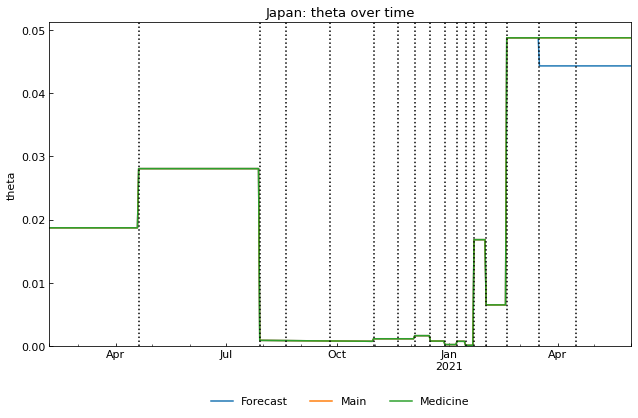 Japan: theta over time
0.05
0.04
0.03
0.02
0.01
0.00
theta
Apr Jul Oct Jan Apr
2021
Forecast Main Medicine